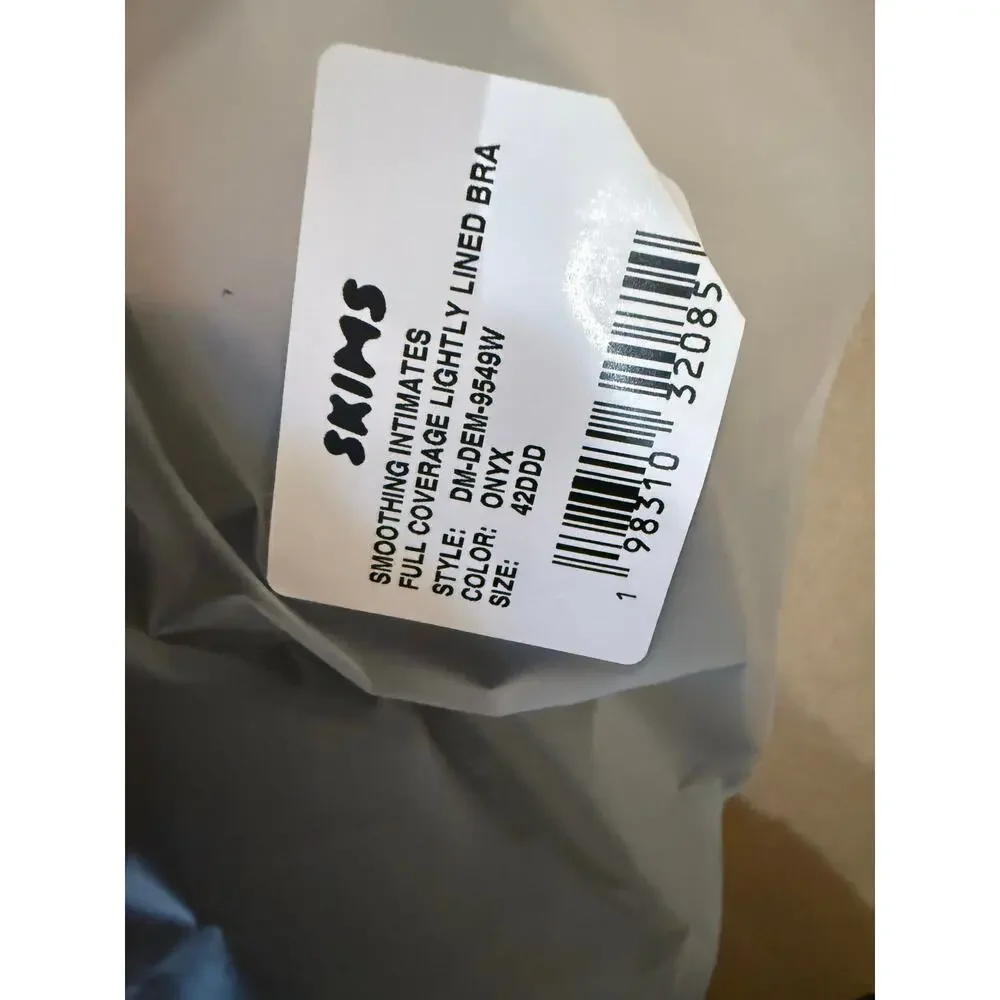 SKIMS
SMOOTHING INTIMATES
FULL COVERAGE LIGHTLY LINED BRA
STYLE: DM-DEM-9549W
COLOR: ONYX
SIZE: 42DDD
1 98310 32085